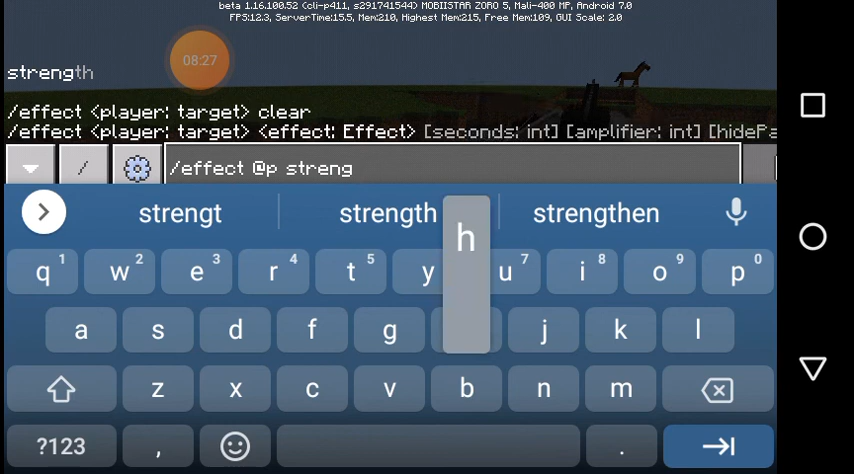 beta 1.16.100.52 (cli-p411, s291741544) MOBIISTAR ZORO 5, Mali-400 MP, Android 7.0
FPS:12.3, ServerTime:15.5, Mem:210, Highest Mem:215, Free Mem:109, GUI Scale: 2.0
08:27
strength
/effect <player: target> clear
/effect <player: target> <effect: Effect> [seconds: int] [amplifier: int] [hidePa
/ /effect @p streng
strengt strength strengthen
h
q 1 w 2 e 3 r 4 t 5 y u 7 i 8 o 9 p 0
a s d f g j k l
z x c v b n m
?123 , .